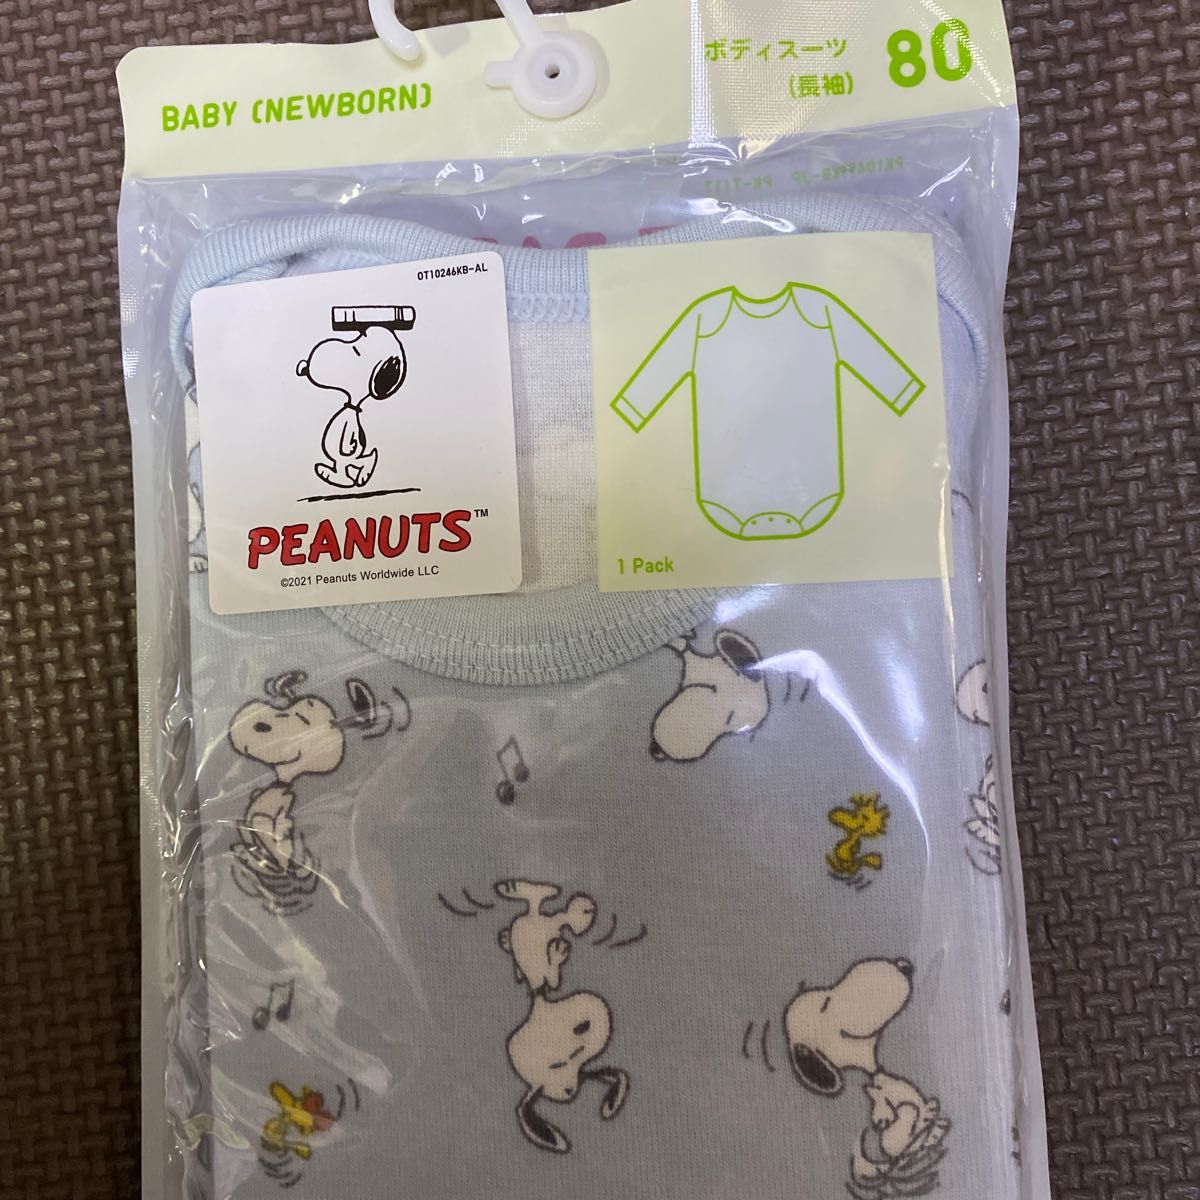 BABY (NEWBORN)
ボディスーツ
(長袖)
80
OT10246KB-AL
PEANUTS™
©2021 Peanuts Worldwide LLC
1 Pack